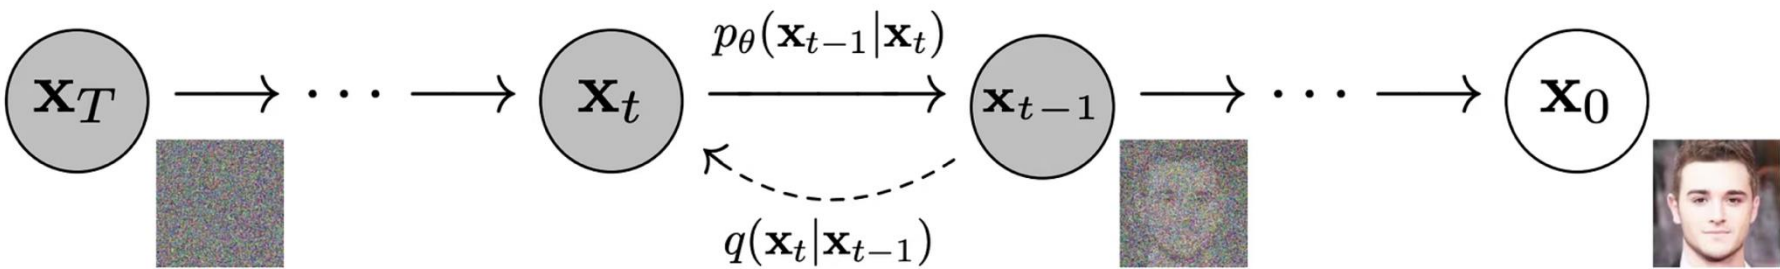 p_θ(x_{t−1}|x_t)
x_T → ··· → x_t → x_{t−1} → ··· → x_0
q(x_t|x_{t−1})